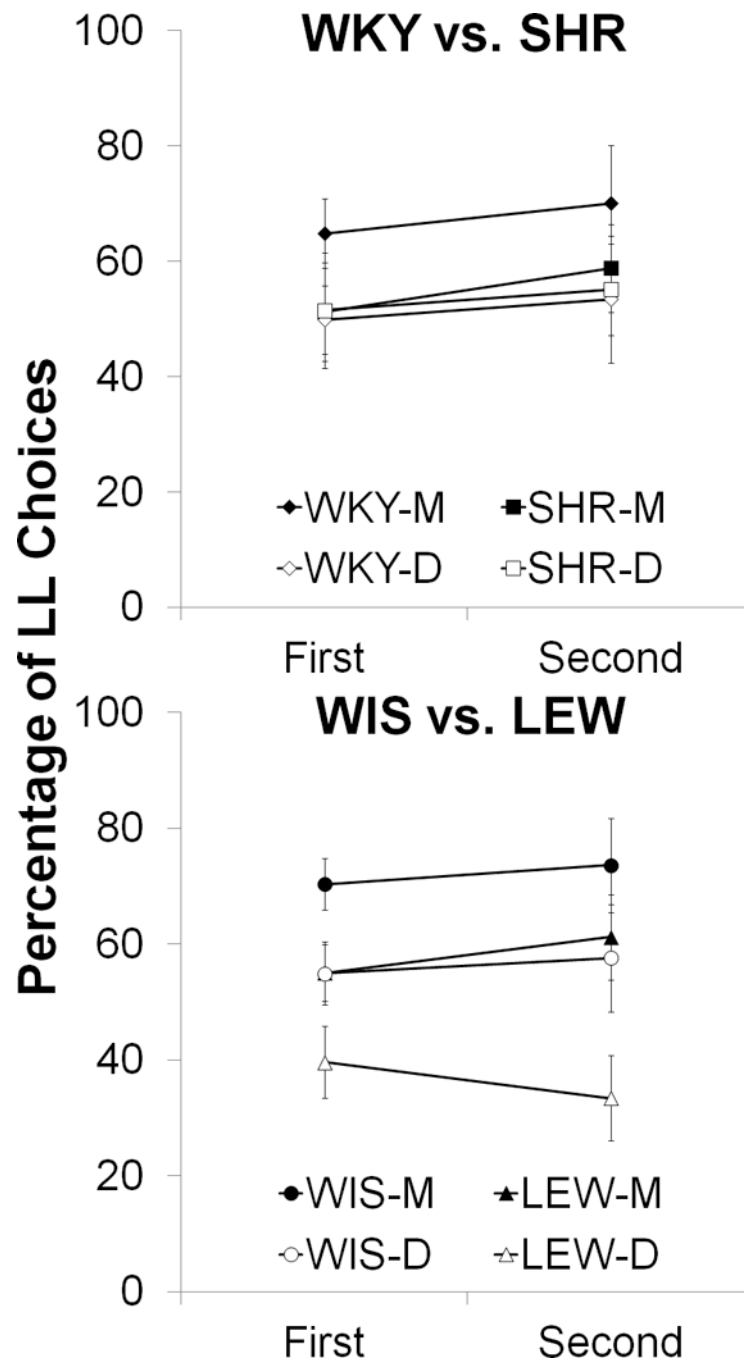 Percentage of LL Choices
WKY vs. SHR
100
80
60
40
20
0
WKY-M SHR-M
WKY-D SHR-D
First Second
WIS vs. LEW
100
80
60
40
20
0
WIS-M LEW-M
WIS-D LEW-D
First Second